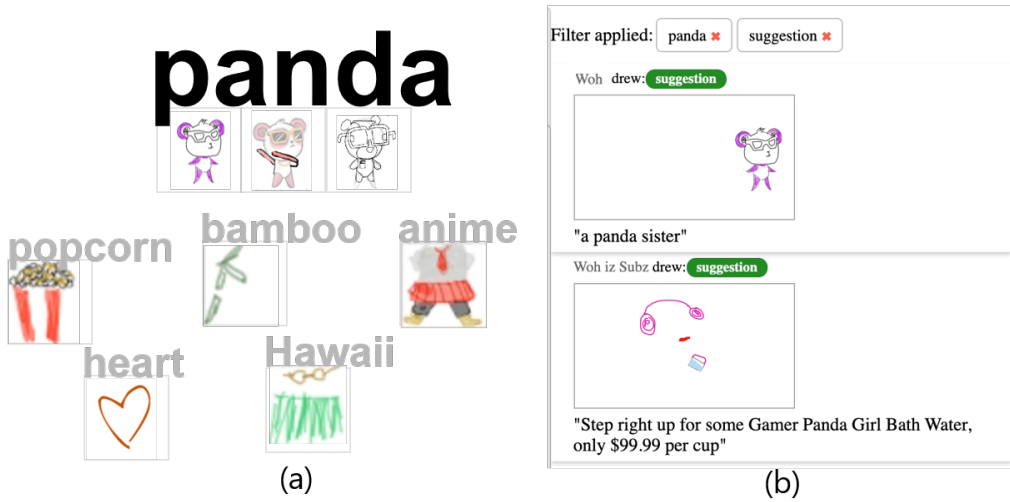 panda
popcorn
bamboo
anime
heart
Hawaii
(a)
Filter applied: panda ✖ suggestion ✖
Woh drew: suggestion
"a panda sister"
Woh iz Subz drew: suggestion
P
"Step right up for some Gamer Panda Girl Bath Water,
only $99.99 per cup"
(b)